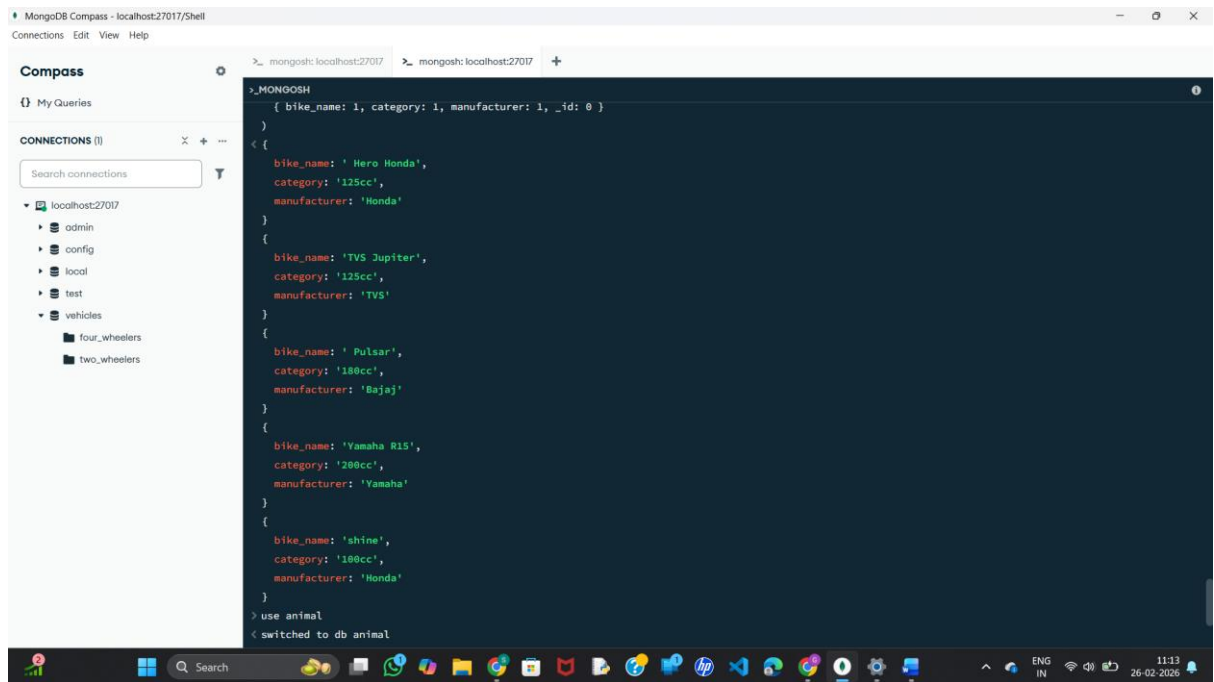 MongoDB Compass - localhost:27017/Shell
Connections Edit View Help
Compass
{} My Queries
CONNECTIONS (1)
Search connections
localhost:27017
admin
config
local
test
vehicles
four_wheelers
two_wheelers
>_ mongosh: localhost:27017 >_ mongosh: localhost:27017 +
>_MONGOSH
{ bike_name: 1, category: 1, manufacturer: 1, _id: 0 }
)
< {
bike_name: ' Hero Honda',
category: '125cc',
manufacturer: 'Honda'
}
{
bike_name: 'TVS Jupiter',
category: '125cc',
manufacturer: 'TVS'
}
{
bike_name: ' Pulsar',
category: '180cc',
manufacturer: 'Bajaj'
}
{
bike_name: 'Yamaha R15',
category: '200cc',
manufacturer: 'Yamaha'
}
{
bike_name: 'shine',
category: '100cc',
manufacturer: 'Honda'
}
> use animal
< switched to db animal
2
Search
hp
ENG
IN
11:13
26-02-2026